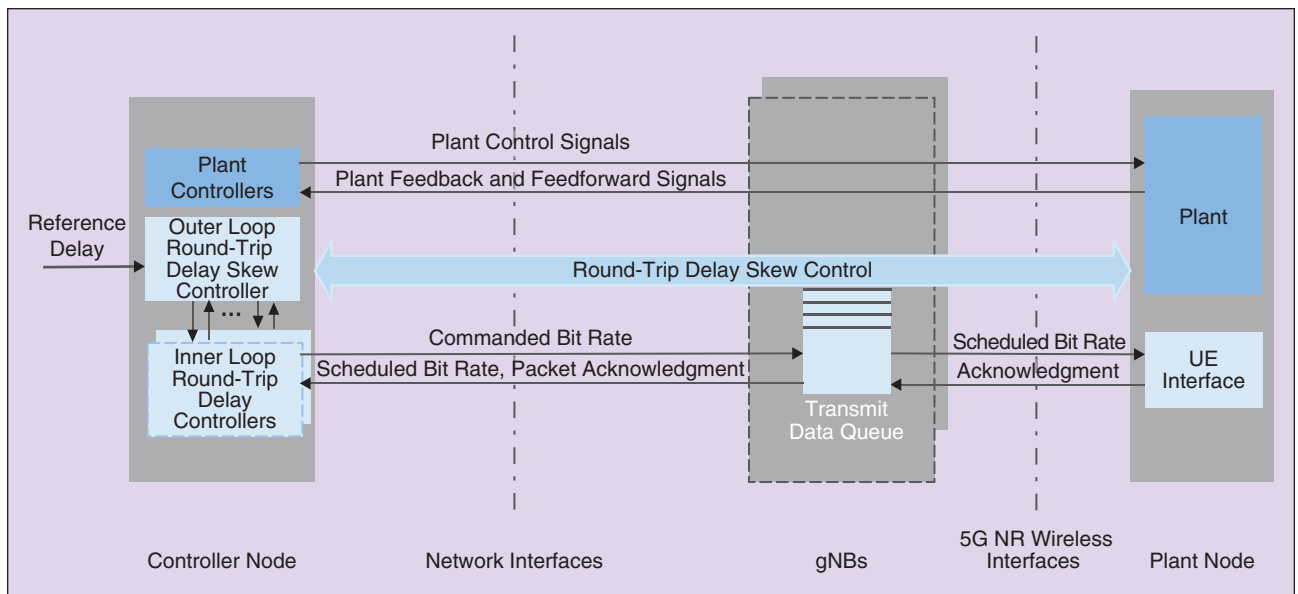 Plant Control Signals
Plant
Controllers
Plant Feedback and Feedforward Signals
Plant
Reference
Delay
Outer Loop
Round-Trip
Delay Skew
Controller
Round-Trip Delay Skew Control
...
Inner Loop
Round-Trip
Delay
Controllers
Commanded Bit Rate
Scheduled Bit Rate, Packet Acknowledgment
Transmit
Data Queue
Scheduled Bit Rate
Acknowledgment
UE
Interface
Controller Node
Network Interfaces
gNBs
5G NR Wireless
Interfaces
Plant Node